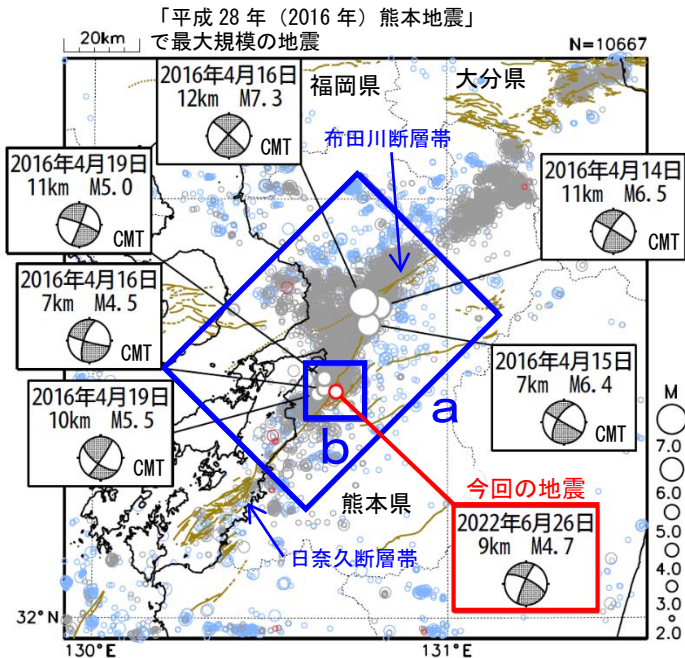 「平成 28 年（2016 年）熊本地震」
で最大規模の地震
20km
N=10667
2016年4月16日
12km M7.3
CMT
福岡県
大分県
布田川断層帯
2016年4月19日
11km M5.0
CMT
2016年4月14日
11km M6.5
CMT
2016年4月16日
7km M4.5
CMT
2016年4月15日
7km M6.4
CMT
2016年4月19日
10km M5.5
CMT
a
b
熊本県
今回の地震
2022年6月26日
9km M4.7
日奈久断層帯
M
7.0
6.0
5.0
4.0
3.0
2.0
32°N
130°E
131°E